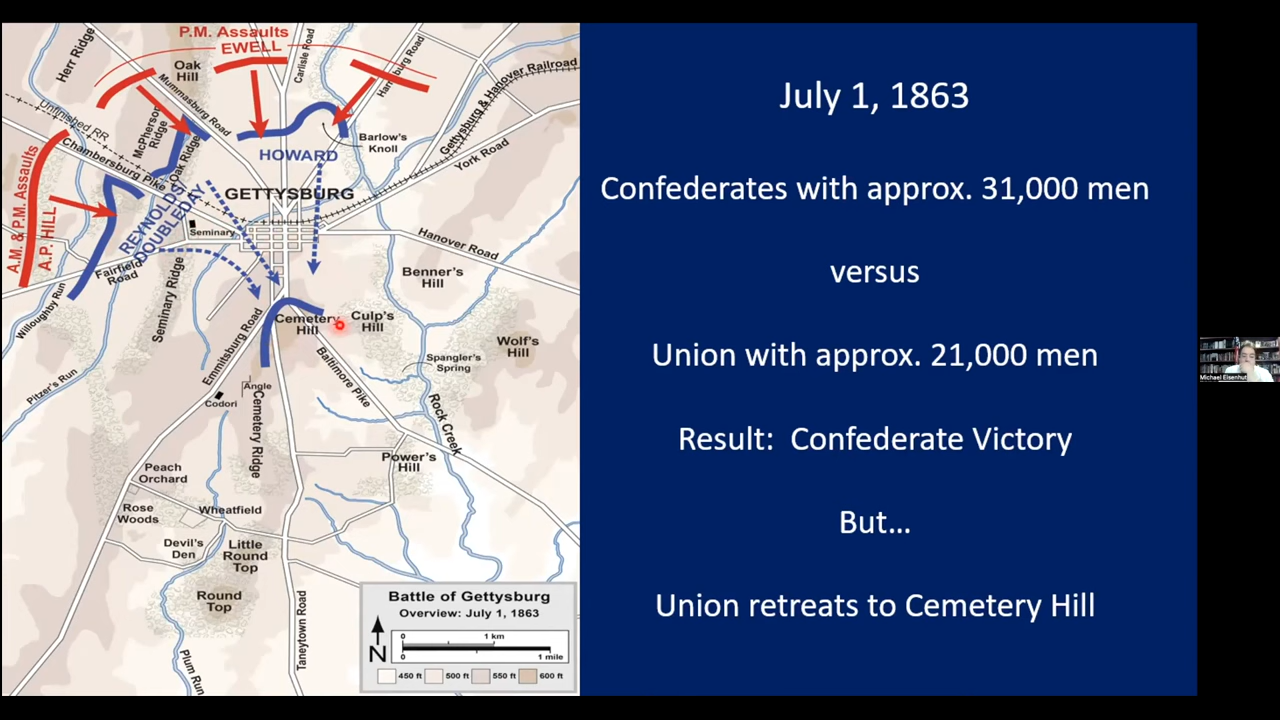 P.M. Assaults
EWELL
Herr Ridge
Oak
Hill
Mummasburg Road
Carlisle Road
Harrisburg Road
Gettysburg & Hanover Railroad
Unfinished RR
McPherson
Ridge
Oak Ridge
Chambersburg Pike
Barlow's
Knoll
York Road
HOWARD
GETTYSBURG
A.M. & P.M. Assaults
A.P. HILL
REYNOLDS/
DOUBLEDAY
Seminary
Hanover Road
Fairfield
Road
Benner's
Hill
Willoughby Run
Seminary Ridge
Cemetery
Hill
Culp's
Hill
Wolf's
Hill
Emmitsburg Road
Baltimore Pike
Spangler's
Spring
Pitzer's Run
Angle
Codori
Cemetery Ridge
Rock Creek
Power's
Hill
Peach
Orchard
Rose
Woods
Wheatfield
Devil's
Den
Little
Round
Top
Round
Top
Plum Run
Taneytown Road
Battle of Gettysburg
Overview: July 1, 1863
N
0 1 km
0 1 mile
450 ft 500 ft 550 ft 600 ft
July 1, 1863
Confederates with approx. 31,000 men
versus
Union with approx. 21,000 men
Result: Confederate Victory
But...
Union retreats to Cemetery Hill
Michael Eisenhut